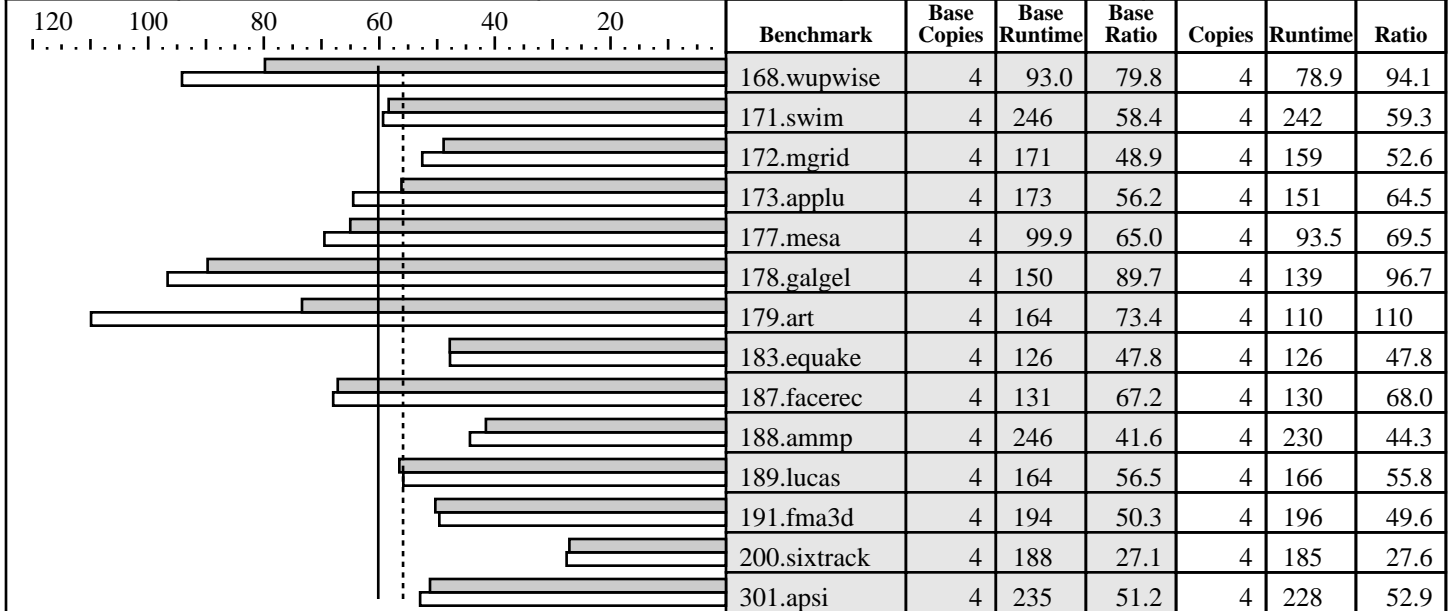 120 100 80 60 40 20
Benchmark Base Copies Base Runtime Base Ratio Copies Runtime Ratio
168.wupwise 4 93.0 79.8 4 78.9 94.1
171.swim 4 246 58.4 4 242 59.3
172.mgrid 4 171 48.9 4 159 52.6
173.applu 4 173 56.2 4 151 64.5
177.mesa 4 99.9 65.0 4 93.5 69.5
178.galgel 4 150 89.7 4 139 96.7
179.art 4 164 73.4 4 110 110
183.equake 4 126 47.8 4 126 47.8
187.facerec 4 131 67.2 4 130 68.0
188.ammp 4 246 41.6 4 230 44.3
189.lucas 4 164 56.5 4 166 55.8
191.fma3d 4 194 50.3 4 196 49.6
200.sixtrack 4 188 27.1 4 185 27.6
301.apsi 4 235 51.2 4 228 52.9